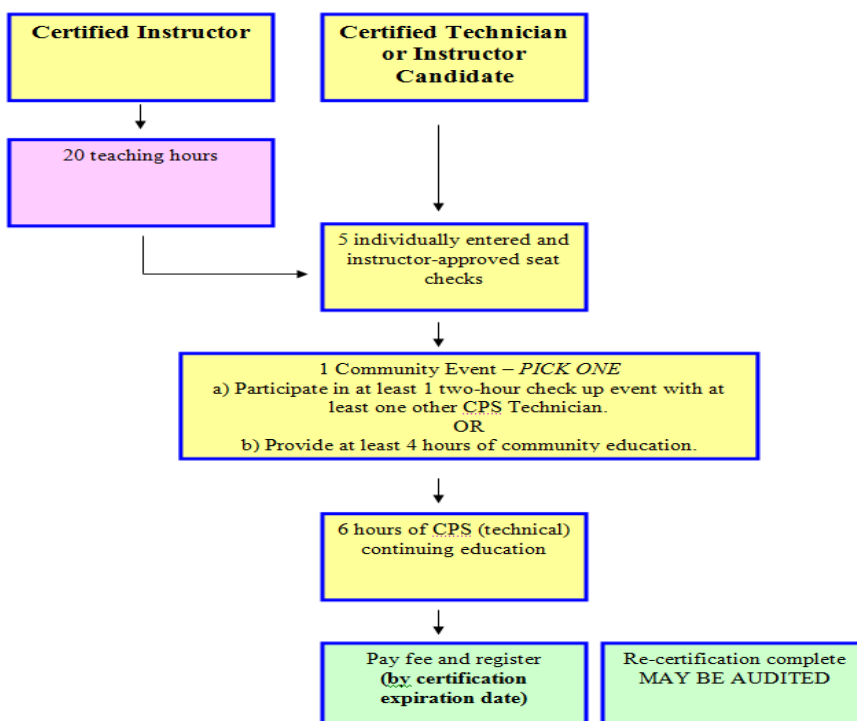 Certified Instructor
Certified Technician
or Instructor
Candidate
20 teaching hours
5 individually entered and
instructor-approved seat
checks
1 Community Event – PICK ONE
a) Participate in at least 1 two-hour check up event with at
least one other CPS Technician.
OR
b) Provide at least 4 hours of community education.
6 hours of CPS (technical)
continuing education
Pay fee and register
(by certification
expiration date)
Re-certification complete
MAY BE AUDITED